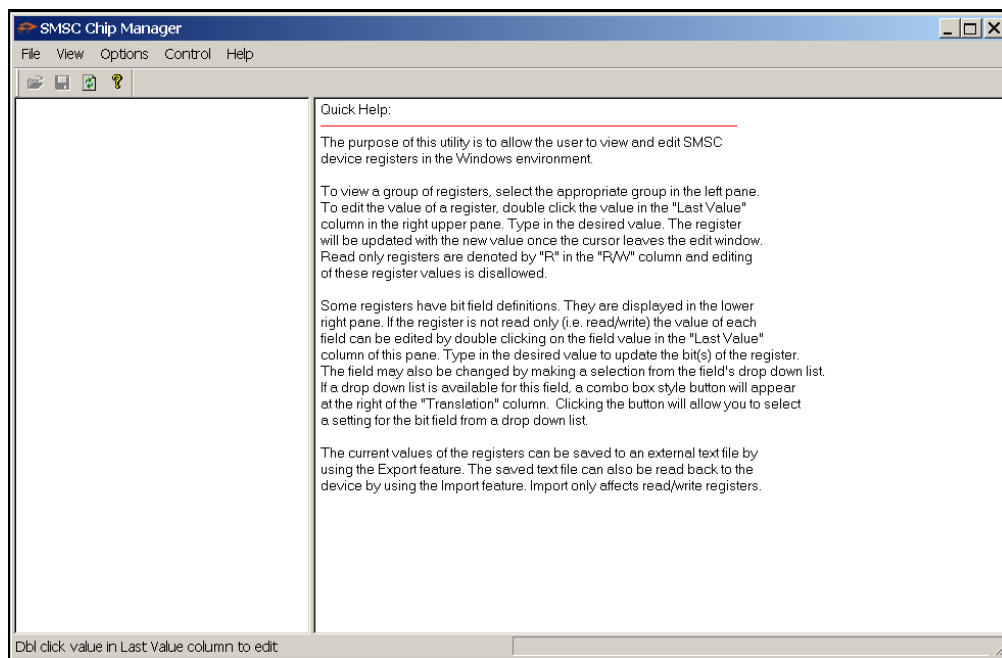 SMSC Chip Manager
File View Options Control Help
Quick Help:
The purpose of this utility is to allow the user to view and edit SMSC
device registers in the Windows environment.
To view a group of registers, select the appropriate group in the left pane.
To edit the value of a register, double click the value in the "Last Value"
column in the right upper pane. Type in the desired value. The register
will be updated with the new value once the cursor leaves the edit window.
Read only registers are denoted by "R" in the "R/W" column and editing
of these register values is disallowed.
Some registers have bit field definitions. They are displayed in the lower
right pane. If the register is not read only (i.e. read/write) the value of each
field can be edited by double clicking on the field value in the "Last Value"
column of this pane. Type in the desired value to update the bit(s) of the register.
The field may also be changed by making a selection from the field's drop down list.
If a drop down list is available for this field, a combo box style button will appear
at the right of the "Translation" column.  Clicking the button will allow you to select
a setting for the bit field from a drop down list.
The current values of the registers can be saved to an external text file by
using the Export feature. The saved text file can also be read back to the
device by using the Import feature. Import only affects read/write registers.
Dbl click value in Last Value column to edit